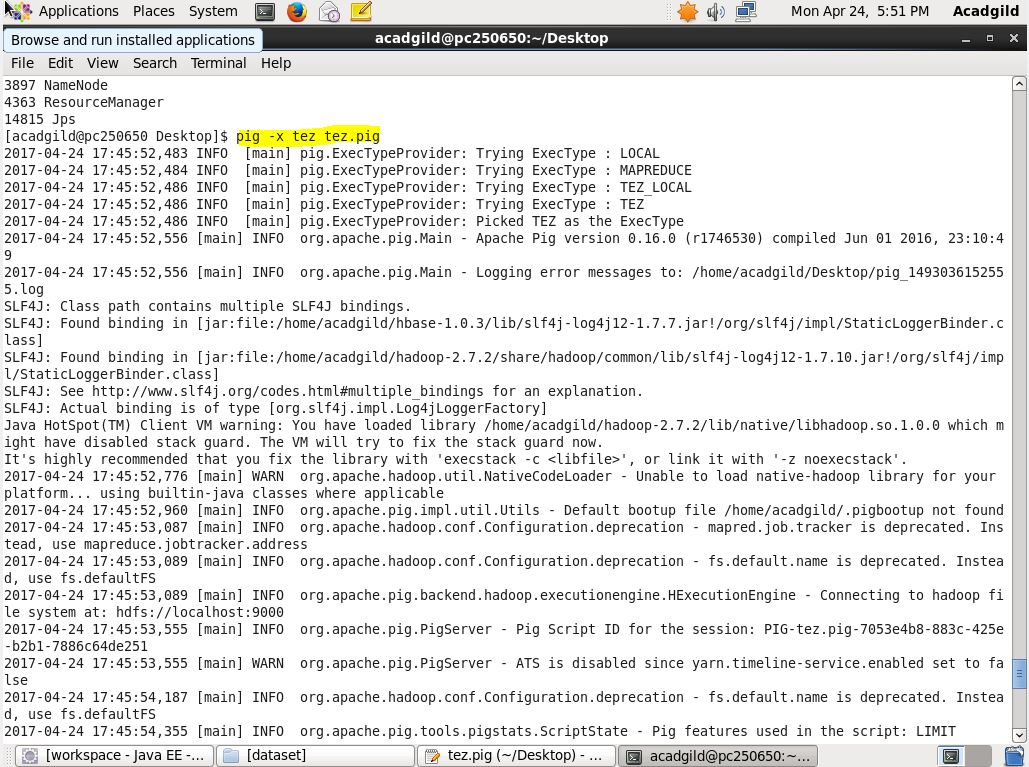 Applications Places System Mon Apr 24, 5:51 PM Acadgild
Browse and run installed applications
acadgild@pc250650:~/Desktop
File Edit View Search Terminal Help
3897 NameNode
4363 ResourceManager
14815 Jps
[acadgild@pc250650 Desktop]$ pig -x tez tez.pig
2017-04-24 17:45:52,483 INFO  [main] pig.ExecTypeProvider: Trying ExecType : LOCAL
2017-04-24 17:45:52,484 INFO  [main] pig.ExecTypeProvider: Trying ExecType : MAPREDUCE
2017-04-24 17:45:52,486 INFO  [main] pig.ExecTypeProvider: Trying ExecType : TEZ_LOCAL
2017-04-24 17:45:52,486 INFO  [main] pig.ExecTypeProvider: Trying ExecType : TEZ
2017-04-24 17:45:52,486 INFO  [main] pig.ExecTypeProvider: Picked TEZ as the ExecType
2017-04-24 17:45:52,556 [main] INFO  org.apache.pig.Main - Apache Pig version 0.16.0 (r1746530) compiled Jun 01 2016, 23:10:4
9
2017-04-24 17:45:52,556 [main] INFO  org.apache.pig.Main - Logging error messages to: /home/acadgild/Desktop/pig_149303615255
5.log
SLF4J: Class path contains multiple SLF4J bindings.
SLF4J: Found binding in [jar:file:/home/acadgild/hbase-1.0.3/lib/slf4j-log4j12-1.7.7.jar!/org/slf4j/impl/StaticLoggerBinder.c
lass]
SLF4J: Found binding in [jar:file:/home/acadgild/hadoop-2.7.2/share/hadoop/common/lib/slf4j-log4j12-1.7.10.jar!/org/slf4j/imp
l/StaticLoggerBinder.class]
SLF4J: See http://www.slf4j.org/codes.html#multiple_bindings for an explanation.
SLF4J: Actual binding is of type [org.slf4j.impl.Log4jLoggerFactory]
Java HotSpot(TM) Client VM warning: You have loaded library /home/acadgild/hadoop-2.7.2/lib/native/libhadoop.so.1.0.0 which m
ight have disabled stack guard. The VM will try to fix the stack guard now.
It's highly recommended that you fix the library with 'execstack -c <libfile>', or link it with '-z noexecstack'.
2017-04-24 17:45:52,776 [main] WARN  org.apache.hadoop.util.NativeCodeLoader - Unable to load native-hadoop library for your
platform... using builtin-java classes where applicable
2017-04-24 17:45:52,960 [main] INFO  org.apache.pig.impl.util.Utils - Default bootup file /home/acadgild/.pigbootup not found
2017-04-24 17:45:53,087 [main] INFO  org.apache.hadoop.conf.Configuration.deprecation - mapred.job.tracker is deprecated. Ins
tead, use mapreduce.jobtracker.address
2017-04-24 17:45:53,089 [main] INFO  org.apache.hadoop.conf.Configuration.deprecation - fs.default.name is deprecated. Instea
d, use fs.defaultFS
2017-04-24 17:45:53,089 [main] INFO  org.apache.pig.backend.hadoop.executionengine.HExecutionEngine - Connecting to hadoop fi
le system at: hdfs://localhost:9000
2017-04-24 17:45:53,555 [main] INFO  org.apache.pig.PigServer - Pig Script ID for the session: PIG-tez.pig-7053e4b8-883c-425e
-b2b1-7886c64de251
2017-04-24 17:45:53,555 [main] WARN  org.apache.pig.PigServer - ATS is disabled since yarn.timeline-service.enabled set to fa
lse
2017-04-24 17:45:54,187 [main] INFO  org.apache.hadoop.conf.Configuration.deprecation - fs.default.name is deprecated. Instea
d, use fs.defaultFS
2017-04-24 17:45:54,355 [main] INFO  org.apache.pig.tools.pigstats.ScriptState - Pig features used in the script: LIMIT
[workspace - Java EE -... [dataset] tez.pig (~/Desktop) - ... acadgild@pc250650:~...